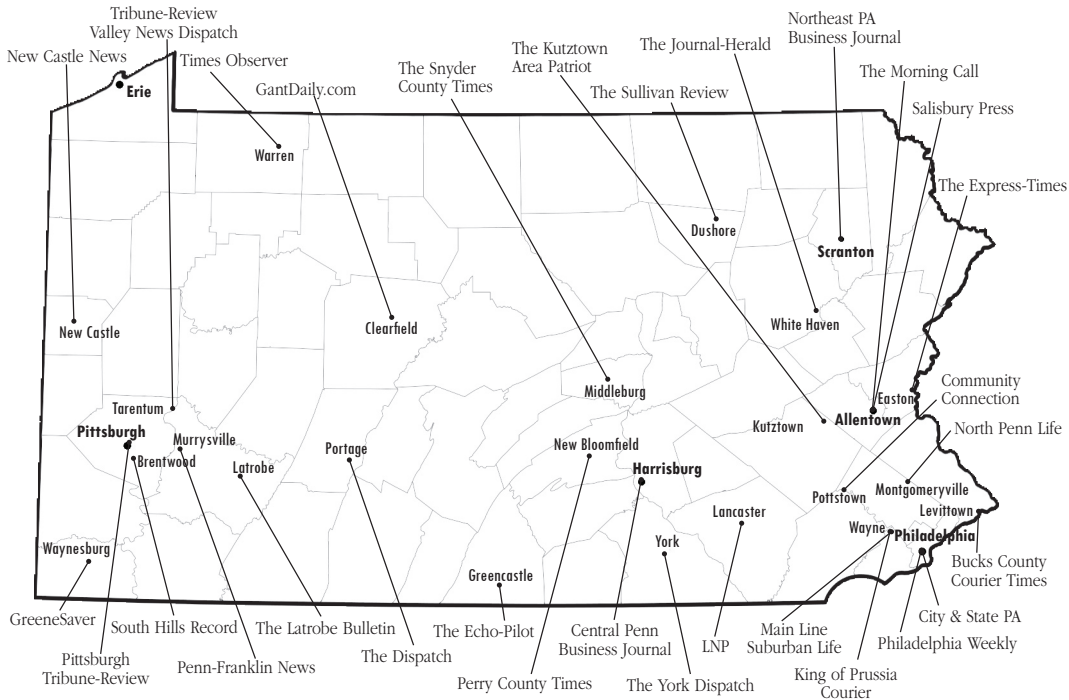 Tribune-Review
Valley News Dispatch
New Castle News
Times Observer
GantDaily.com
The Snyder
County Times
The Kutztown
Area Patriot
The Sullivan Review
The Journal-Herald
Northeast PA
Business Journal
The Morning Call
Salisbury Press
The Express-Times
Erie
Warren
Dushore
Scranton
New Castle
Clearfield
White Haven
Middleburg
Easton
Community
Connection
Tarentum
Kutztown
Allentown
North Penn Life
Pittsburgh
Murrysville
Brentwood
Latrobe
Portage
New Bloomfield
Harrisburg
Pottstown
Montgomeryville
Levittown
Lancaster
Wayne
Philadelphia
Waynesburg
York
Greencastle
Bucks County
Courier Times
GreeneSaver
South Hills Record
The Latrobe Bulletin
The Echo-Pilot
Central Penn
Business Journal
LNP
Main Line
Suburban Life
City & State PA
Philadelphia Weekly
Pittsburgh
Tribune-Review
Penn-Franklin News
The Dispatch
Perry County Times
The York Dispatch
King of Prussia
Courier